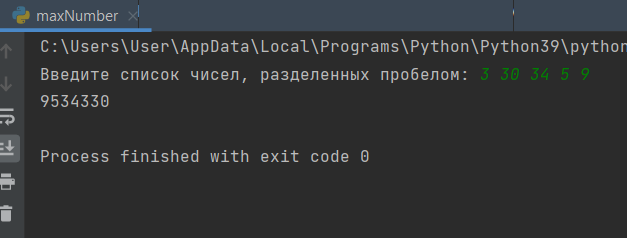 maxNumber
C:\Users\User\AppData\Local\Programs\Python\Python39\python
Введите список чисел, разделенных пробелом: 3 30 34 5 9
9534330
Process finished with exit code 0